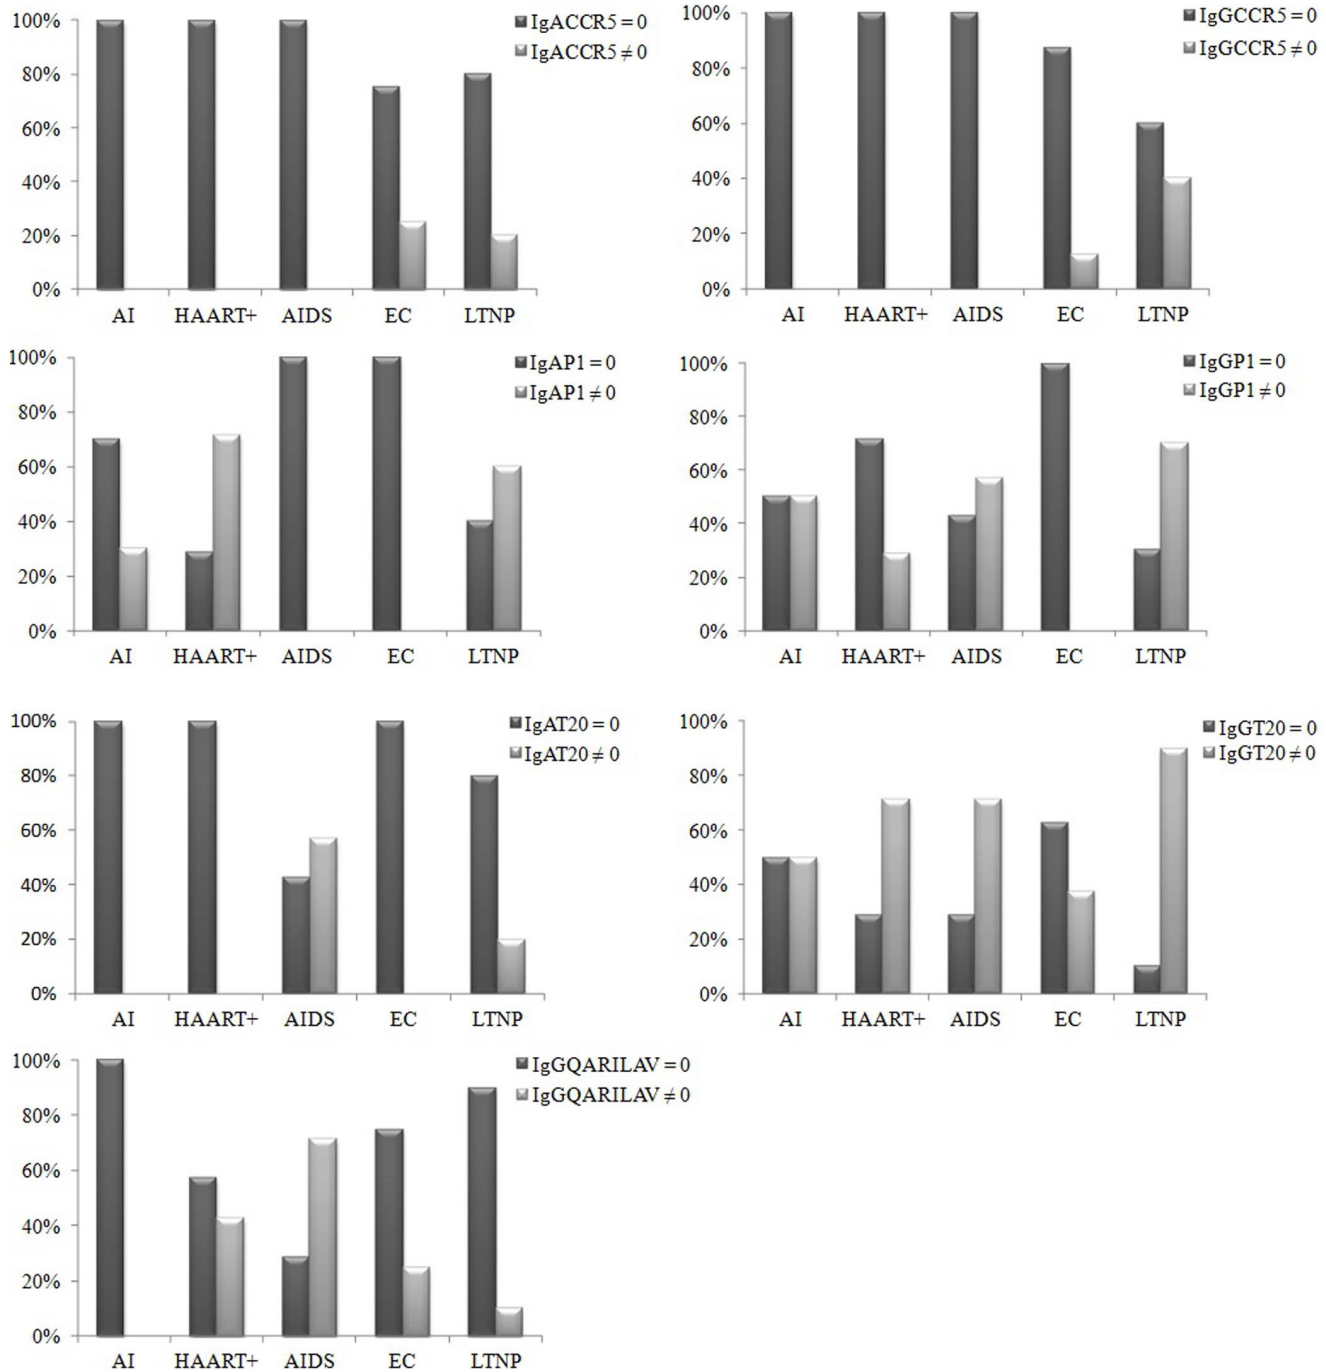 100%
80%
60%
40%
20%
0%
AI HAART+ AIDS EC LTNP
IgACCR5 = 0
IgACCR5 ≠ 0
100%
80%
60%
40%
20%
0%
AI HAART+ AIDS EC LTNP
IgGCCR5 = 0
IgGCCR5 ≠ 0
100%
80%
60%
40%
20%
0%
AI HAART+ AIDS EC LTNP
IgAP1 = 0
IgAP1 ≠ 0
100%
80%
60%
40%
20%
0%
AI HAART+ AIDS EC LTNP
IgGP1 = 0
IgGP1 ≠ 0
100%
80%
60%
40%
20%
0%
AI HAART+ AIDS EC LTNP
IgAT20 = 0
IgAT20 ≠ 0
100%
80%
60%
40%
20%
0%
AI HAART+ AIDS EC LTNP
IgGT20 = 0
IgGT20 ≠ 0
100%
80%
60%
40%
20%
0%
AI HAART+ AIDS EC LTNP
IgGQARILAV = 0
IgGQARILAV ≠ 0